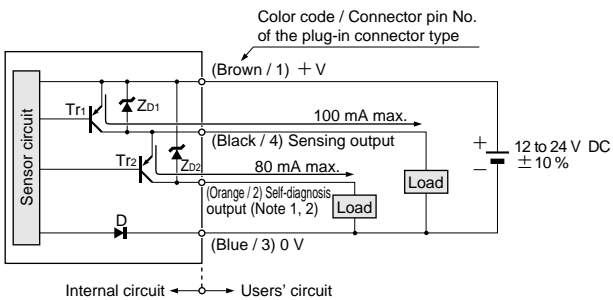 Color code / Connector pin No.
of the plug-in connector type
(Brown / 1) +V
Sensor circuit
Tr1
ZD1
100 mA max.
(Black / 4) Sensing output
Tr2
ZD2
80 mA max.
(Orange / 2) Self-diagnosis
output (Note 1, 2)
Load
Load
+
−
12 to 24 V DC
± 10 %
D
(Blue / 3) 0 V
Internal circuit
Users' circuit